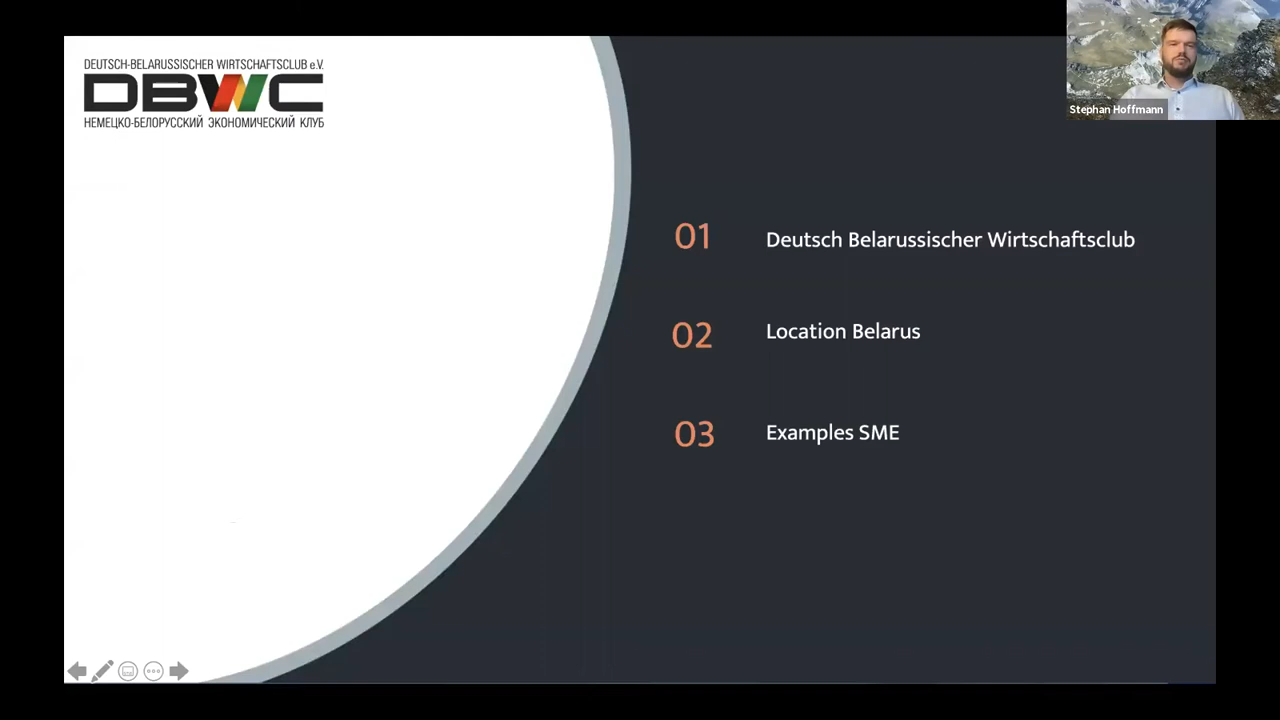 DEUTSCH-BELARUSSISCHER WIRTSCHAFTSCLUB e.V.
DBWC
НЕМЕЦКО-БЕЛОРУССКИЙ ЭКОНОМИЧЕСКИЙ КЛУБ
Stephan Hoffmann
01 Deutsch Belarussischer Wirtschaftsclub
02 Location Belarus
03 Examples SME